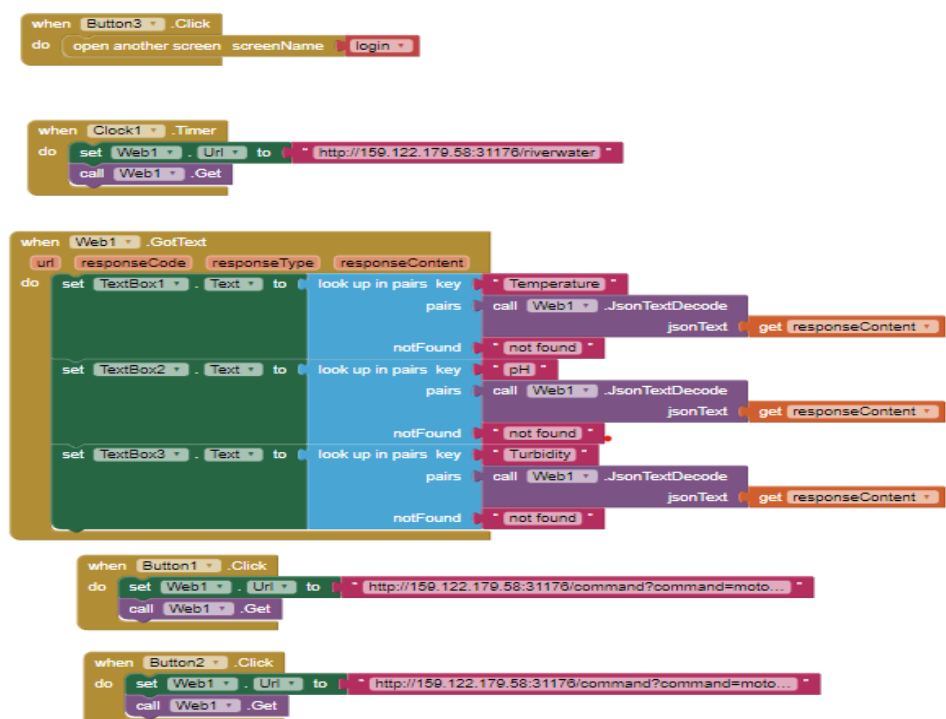 when Button3 .Click
do open another screen screenName login
when Clock1 .Timer
do set Web1 . Url to " http://159.122.179.58:31176/riverwater "
call Web1 .Get
when Web1 .GotText
url responseCode responseType responseContent
do set TextBox1 . Text to look up in pairs key " Temperature "
pairs call Web1 .JsonTextDecode
jsonText get responseContent
notFound " not found "
set TextBox2 . Text to look up in pairs key " pH "
pairs call Web1 .JsonTextDecode
jsonText get responseContent
notFound " not found "
set TextBox3 . Text to look up in pairs key " Turbidity "
pairs call Web1 .JsonTextDecode
jsonText get responseContent
notFound " not found "
when Button1 .Click
do set Web1 . Url to " http://159.122.179.58:31176/command?command=moto... "
call Web1 .Get
when Button2 .Click
do set Web1 . Url to " http://159.122.179.58:31176/command?command=moto... "
call Web1 .Get